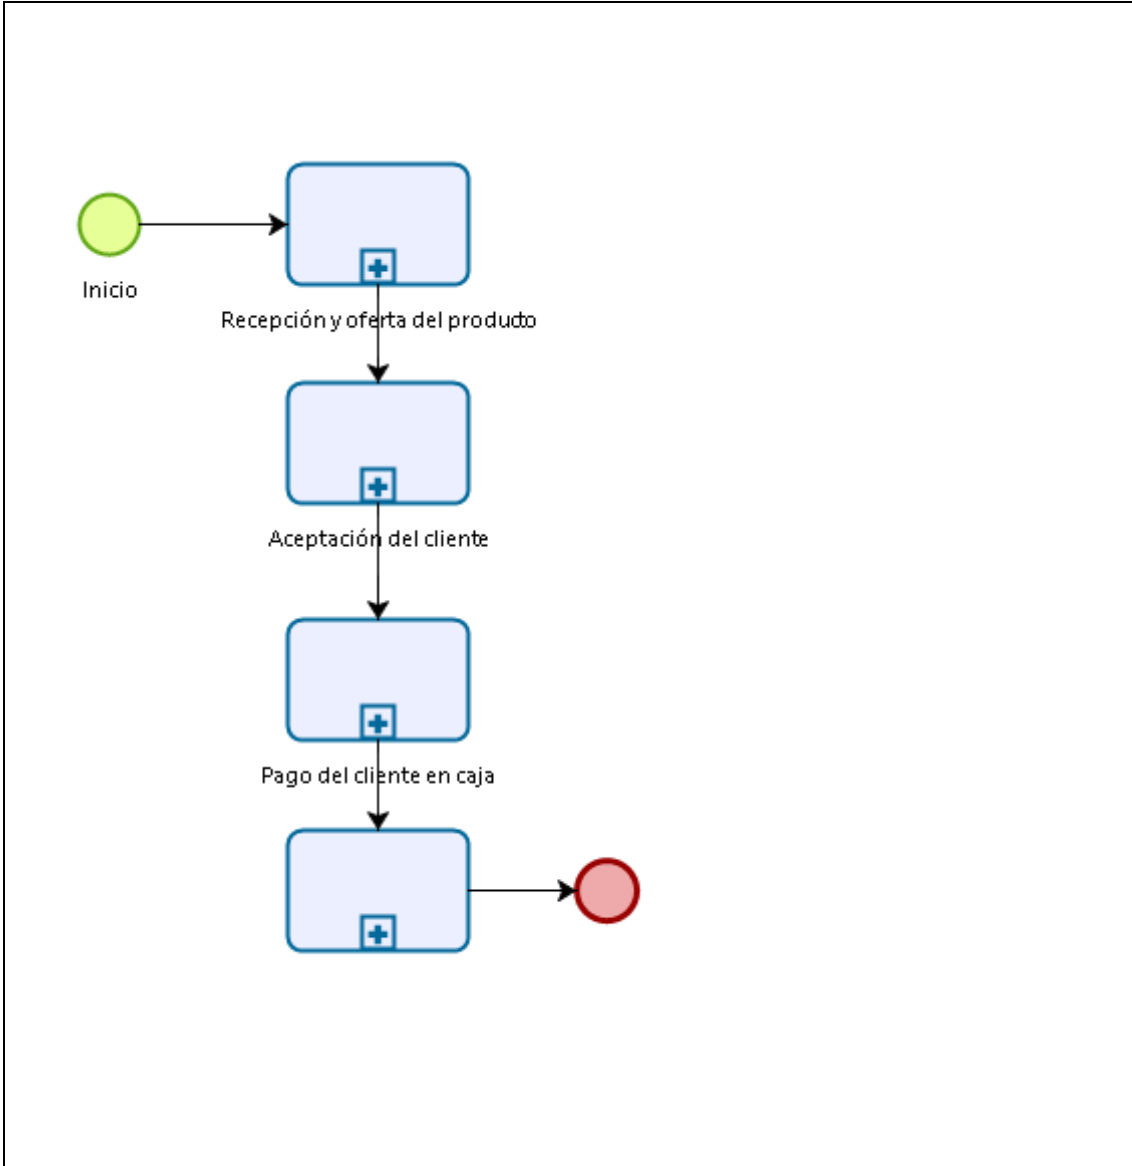 Inicio
Recepción y oferta del producto
Aceptación del cliente
Pago del cliente en caja